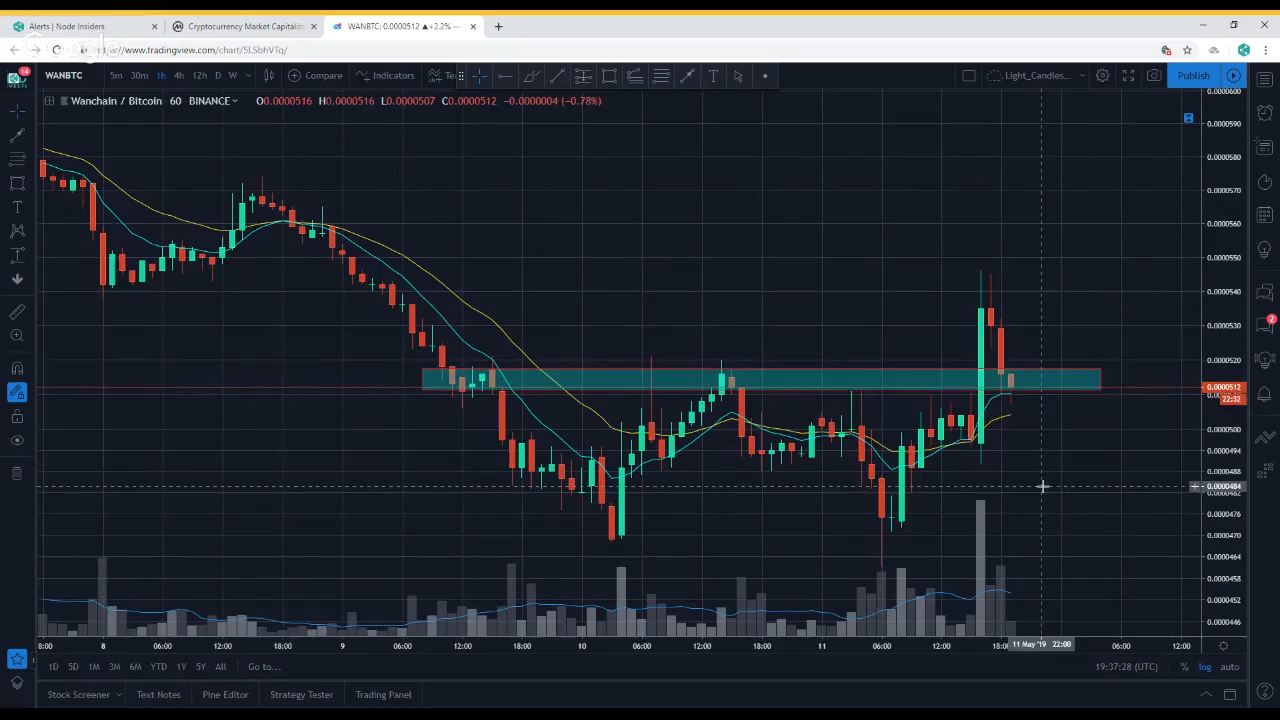 Alerts | Node Insiders
Cryptocurrency Market Capitaliz
WANBTC: 0.0000512 ▲+2.2% —
://www.tradingview.com/chart/SLSbhVTq/
14
WANBTC 5m 30m 1h 4h 12h D W Compare Indicators Te T Light_Candles... Publish
Wanchain / Bitcoin 60 BINANCE O0.0000516 H0.0000516 L0.0000507 C0.0000512 −0.0000004 (−0.78%)
0.0000600
0.0000590
0.0000580
0.0000570
0.0000560
0.0000550
0.0000540
0.0000530
2
0.0000520
0.0000512
22:32
0.0000500
0.0000494
0.0000488
0.0000484
0.0000482
0.0000476
0.0000470
0.0000464
0.0000458
0.0000452
0.0000446
8:00 8 06:00 12:00 18:00 9 06:00 12:00 18:00 10 06:00 12:00 18:00 11 06:00 12:00 18:00 11 May '19 22:00 06:00 12:00
1D 5D 1M 3M 6M YTD 1Y 5Y All Go to... 19:37:28 (UTC) % log auto
Stock Screener Text Notes Pine Editor Strategy Tester Trading Panel